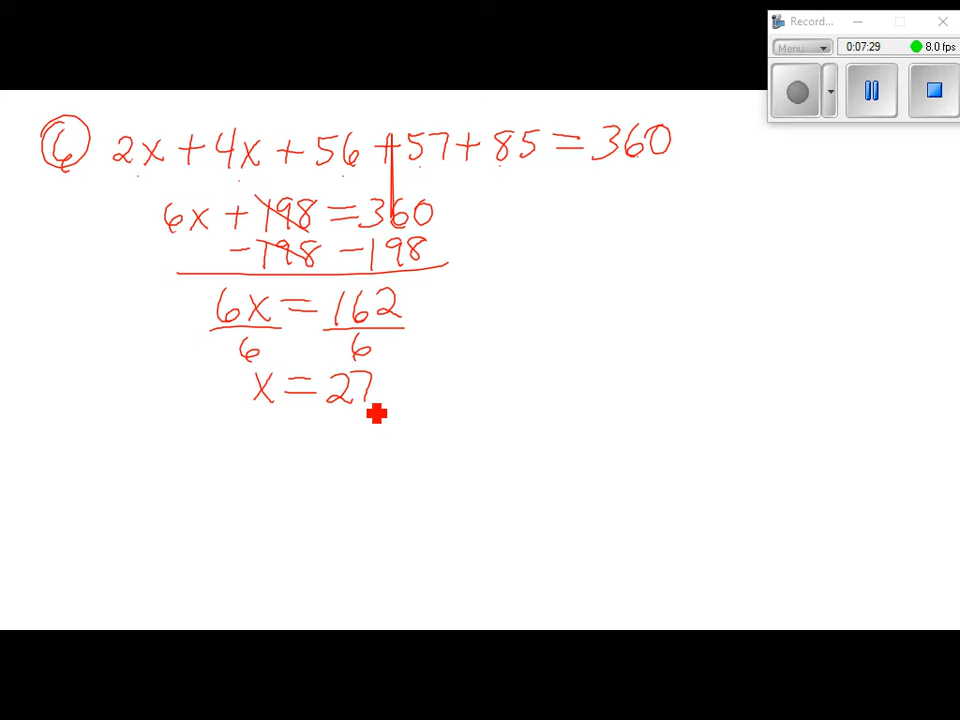 Record...
Menu
0:07:29
8.0 fps
6 2x + 4x + 56 + 57 + 85 = 360
6x + 198 = 360
- 198 - 198
6x = 162
6 6
x = 27